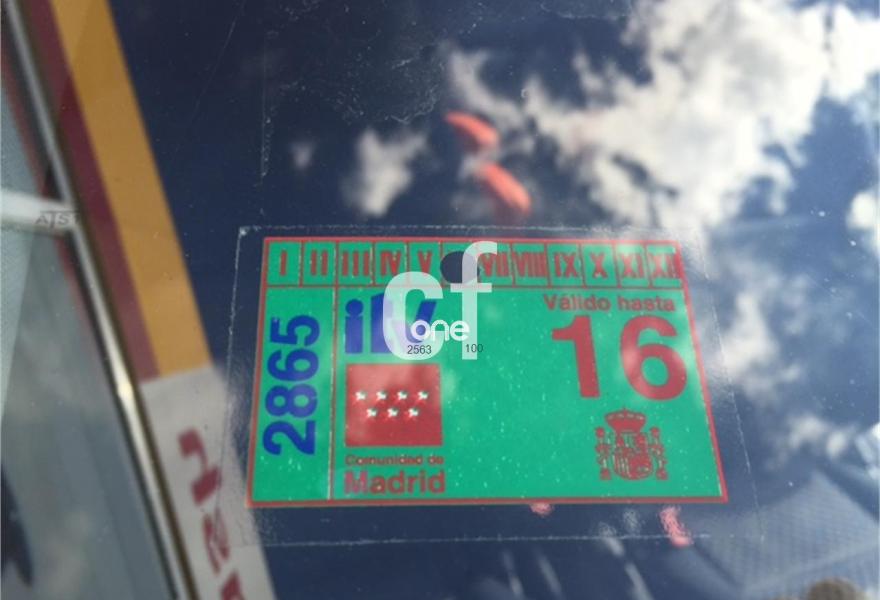 I II III IV V VII VIII IX X XI XII
cf
one
2563 100
itv
Válido hasta
16
2865
Comunidad de
Madrid